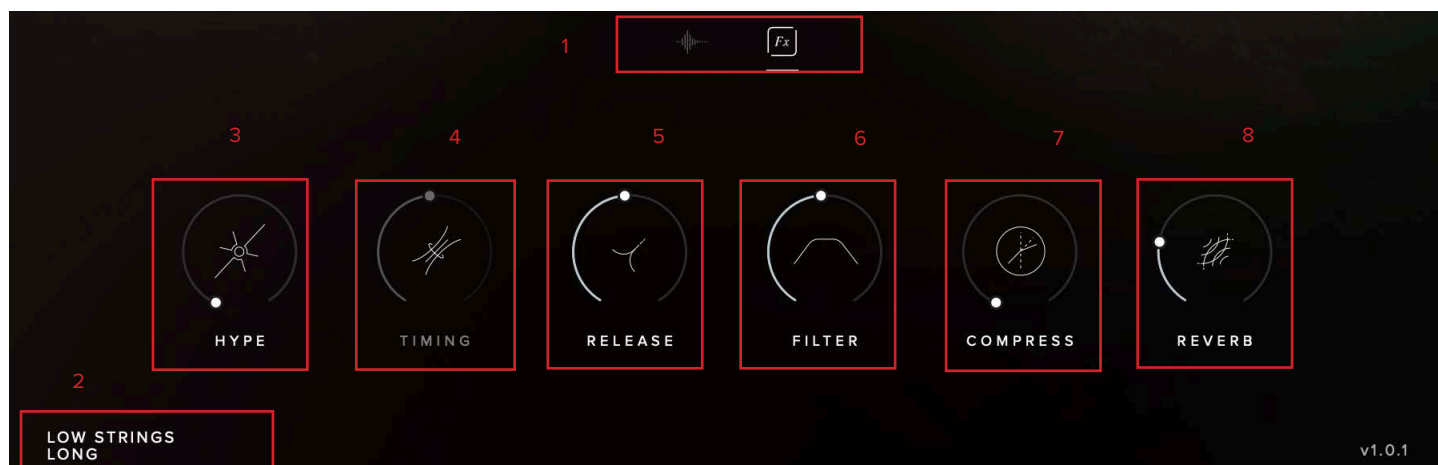 1
Fx
3
4
5
6
7
8
HYPE
TIMING
RELEASE
FILTER
COMPRESS
REVERB
2
LOW STRINGS
LONG
v1.0.1